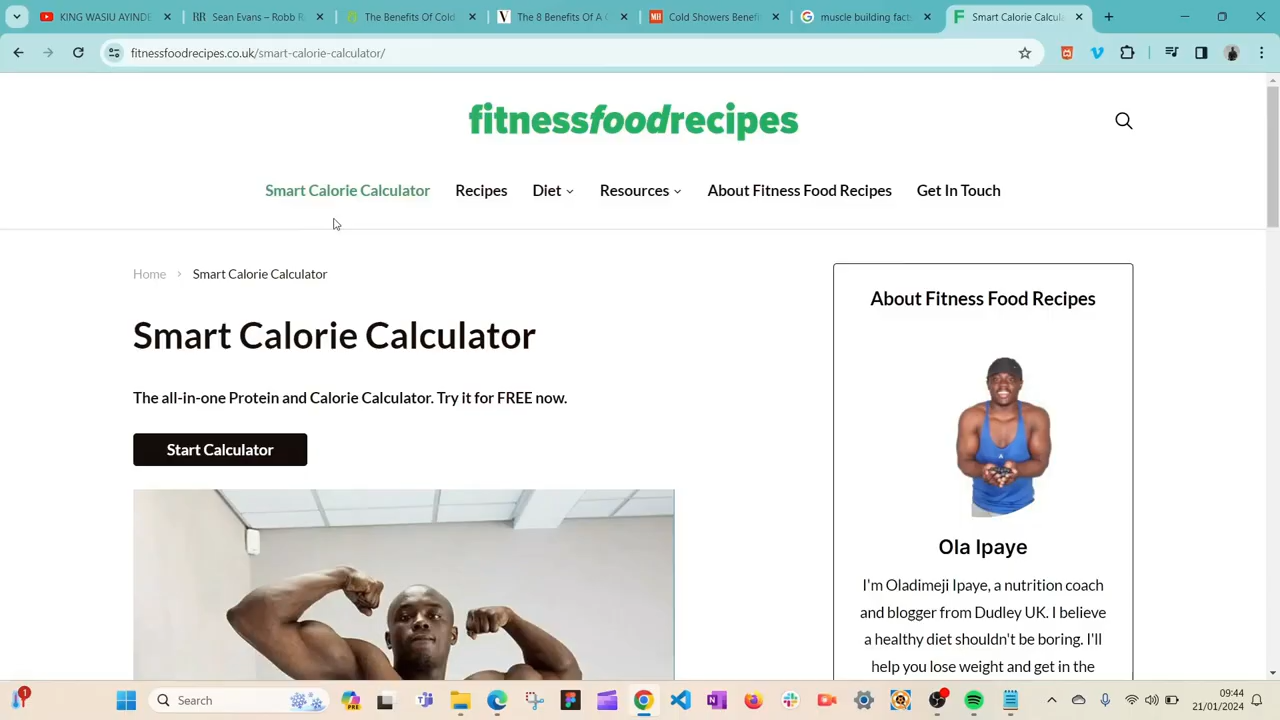 KING WASIU AYINDE
Sean Evans – Robb R
The Benefits Of Cold
The 8 Benefits Of A C
MH
Cold Showers Benef
muscle building fact
Smart Calorie Calcul
fitnessfoodrecipes.co.uk/smart-calorie-calculator/
fitnessfoodrecipes
Smart Calorie Calculator
Recipes
Diet
Resources
About Fitness Food Recipes
Get In Touch
Home
Smart Calorie Calculator
Smart Calorie Calculator
The all-in-one Protein and Calorie Calculator. Try it for FREE now.
Start Calculator
About Fitness Food Recipes
Ola Ipaye
I'm Oladimeji Ipaye, a nutrition coach
and blogger from Dudley UK. I believe
a healthy diet shouldn't be boring. I'll
help you lose weight and get in the
1
Search
PRE
09:44
21/01/2024